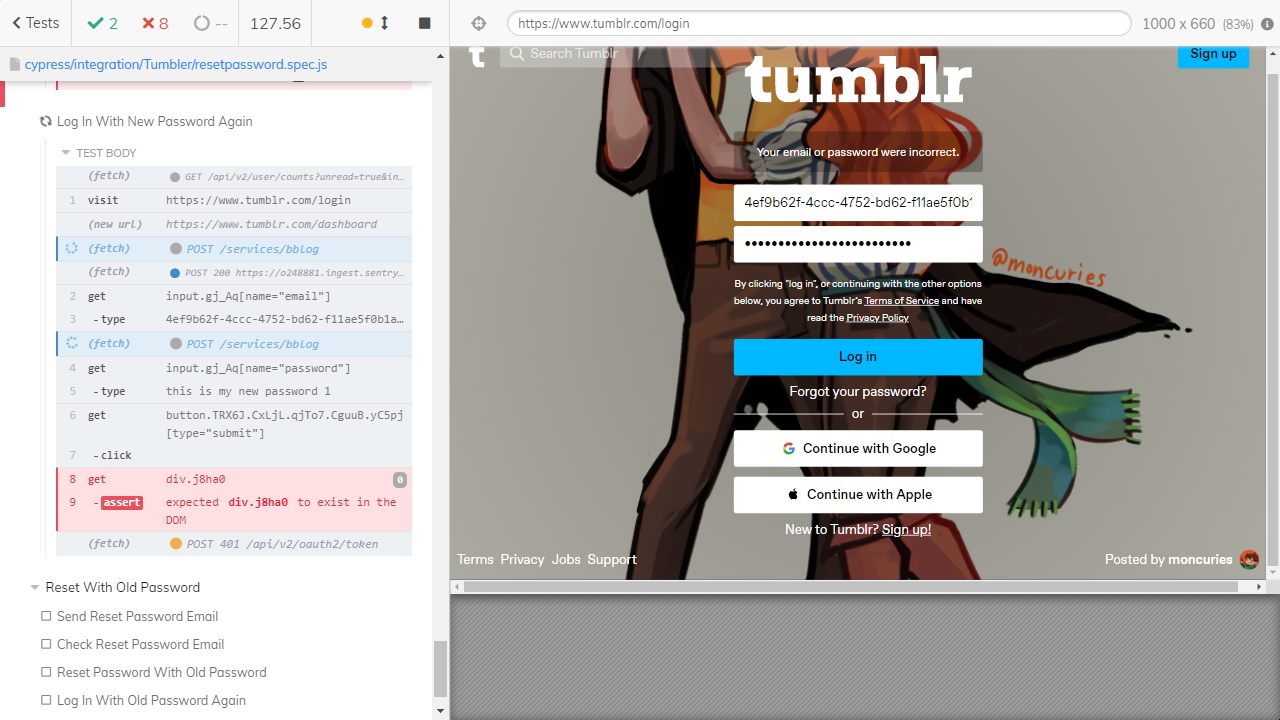 Tests
2
8
--
127.56
https://www.tumblr.com/login
1000 x 660 (83%)
cypress/integration/Tumbler/resetpassword.spec.js
Log In With New Password Again
TEST BODY
(fetch) GET /api/v2/user/counts?unread=true&in...
1 visit https://www.tumblr.com/login
(new url) https://www.tumblr.com/dashboard
(fetch) POST /services/bblog
(fetch) POST 200 https://o248881.ingest.sentry...
2 get input.gj_Aq[name="email"]
3 -type 4ef9b62f-4ccc-4752-bd62-f11ae5f0b1a...
(fetch) POST /services/bblog
4 get input.gj_Aq[name="password"]
5 -type this is my new password 1
6 get button.TRX6J.CxLjL.qjTo7.CguuB.yC5pj
[type="submit"]
7 -click
8 get div.j8ha0 0
9 -assert expected div.j8ha0 to exist in the
DOM
(fetch) POST 401 /api/v2/oauth2/token
Reset With Old Password
Send Reset Password Email
Check Reset Password Email
Reset Password With Old Password
Log In With Old Password Again
t
Search Tumblr
Sign up
tumblr
Your email or password were incorrect.
4ef9b62f-4ccc-4752-bd62-f11ae5f0b1
By clicking "log in", or continuing with the other options
below, you agree to Tumblr's Terms of Service and have
read the Privacy Policy
@moncuries
Log in
Forgot your password?
or
Continue with Google
Continue with Apple
New to Tumblr? Sign up!
Terms Privacy Jobs Support
Posted by moncuries